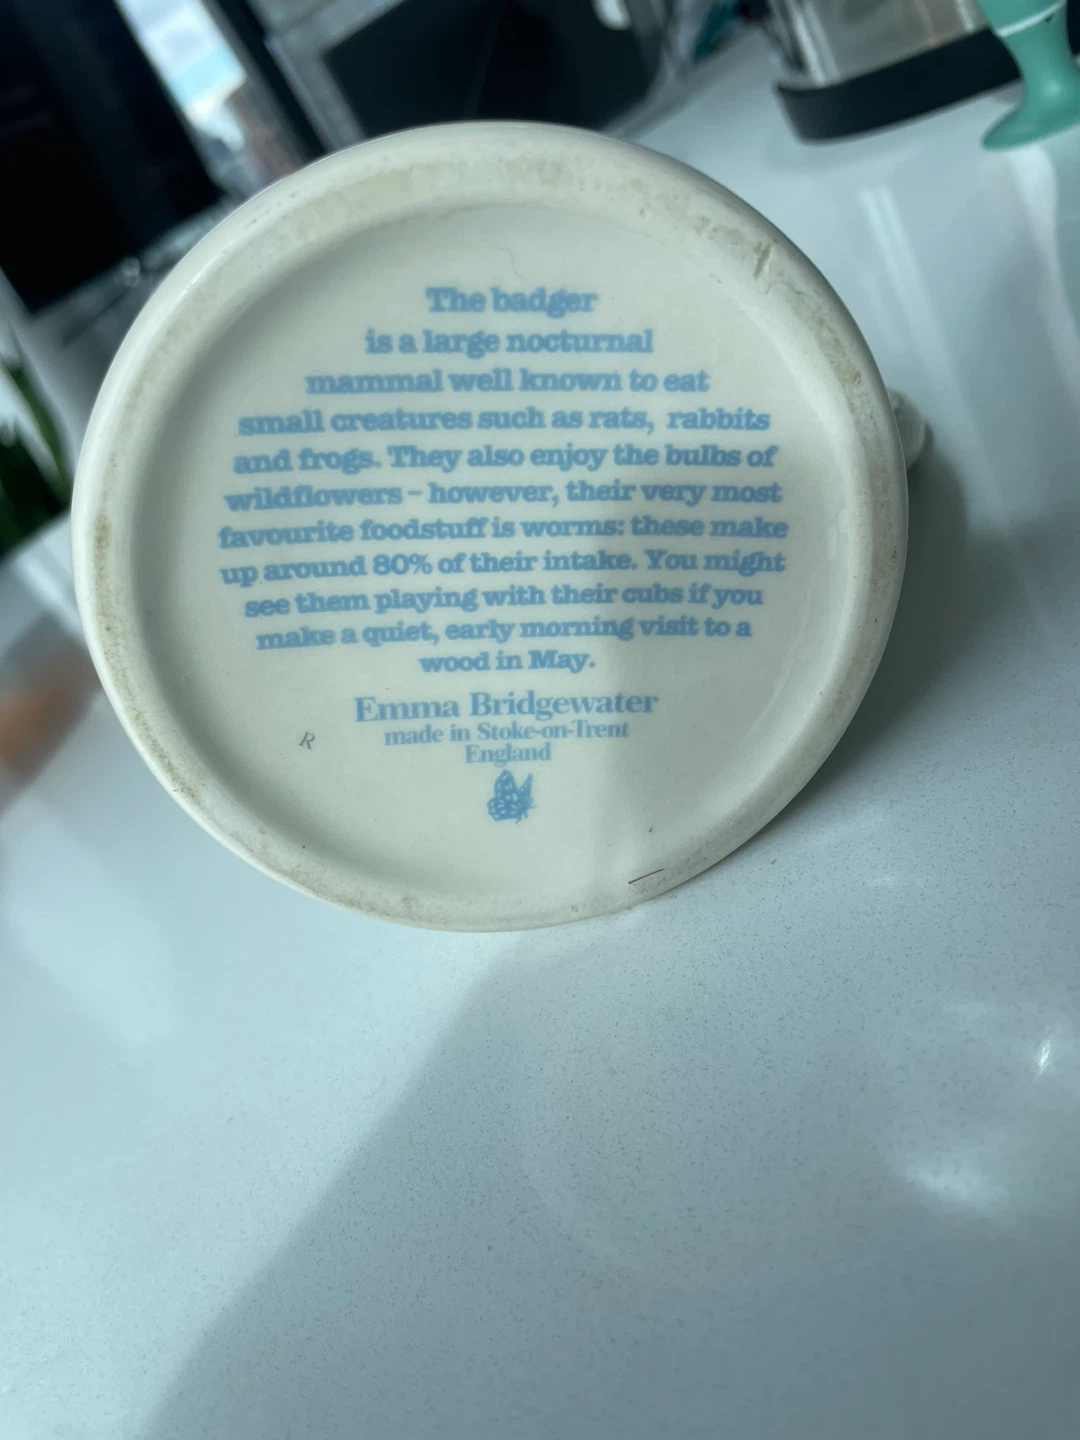 The badger
is a large nocturnal
mammal well known to eat
small creatures such as rats, rabbits
and frogs. They also enjoy the bulbs of
wildflowers – however, their very most
favourite foodstuff is worms: these make
up around 80% of their intake. You might
see them playing with their cubs if you
make a quiet, early morning visit to a
wood in May.
Emma Bridgewater
made in Stoke-on-Trent
England
R